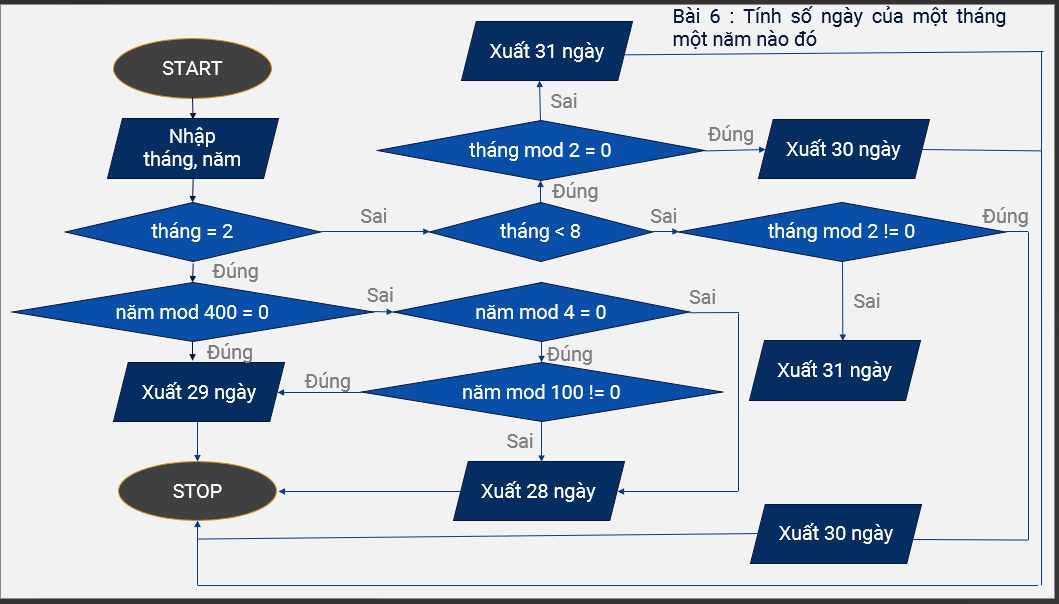 Bài 6 : Tính số ngày của một tháng
một năm nào đó
START
Xuất 31 ngày
Sai
Nhập
tháng, năm
tháng mod 2 = 0
Đúng
Xuất 30 ngày
Đúng
tháng = 2
Sai
tháng < 8
Sai
tháng mod 2 != 0
Đúng
Đúng
năm mod 400 = 0
Sai
năm mod 4 = 0
Sai
Sai
Đúng
Đúng
Xuất 31 ngày
Xuất 29 ngày
Đúng
năm mod 100 != 0
Sai
STOP
Xuất 28 ngày
Xuất 30 ngày